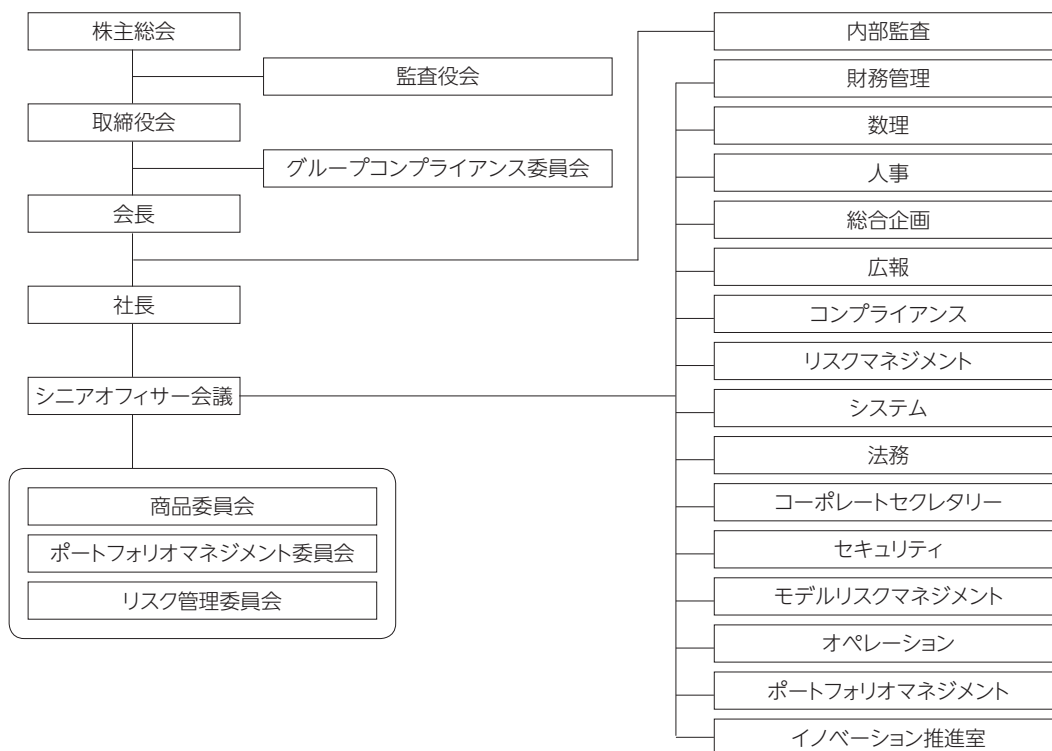 株主総会
監査役会
取締役会
グループコンプライアンス委員会
会長
社長
シニアオフィサー会議
商品委員会
ポートフォリオマネジメント委員会
リスク管理委員会
内部監査
財務管理
数理
人事
総合企画
広報
コンプライアンス
リスクマネジメント
システム
法務
コーポレートセクレタリー
セキュリティ
モデルリスクマネジメント
オペレーション
ポートフォリオマネジメント
イノベーション推進室